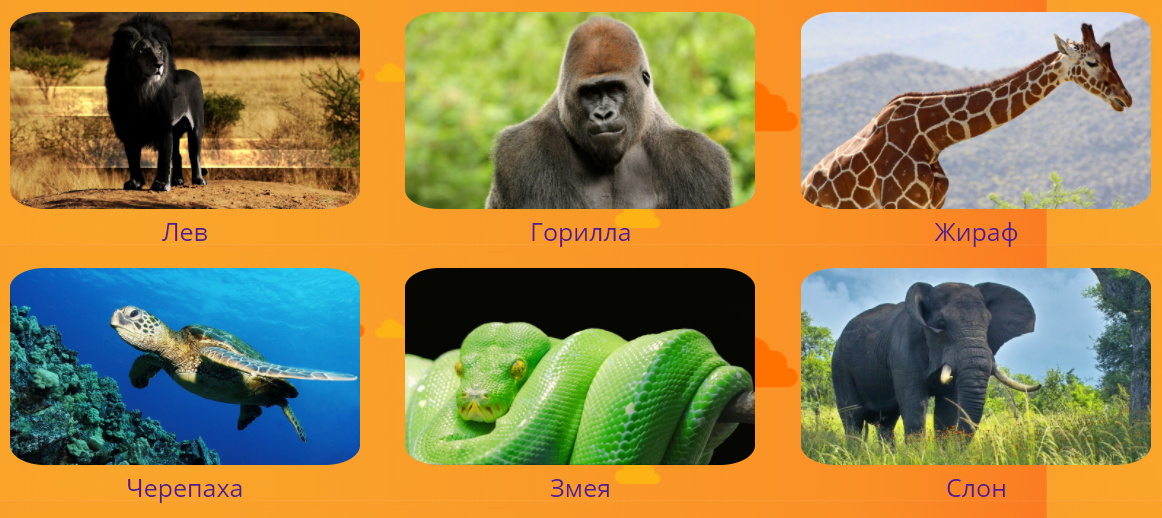 Лев
Горилла
Жираф
Черепаха
Змея
Слон